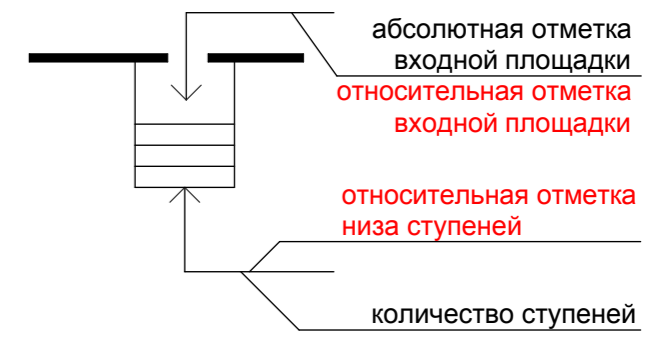 абсолютная отметка
входной площадки
относительная отметка
входной площадки
относительная отметка
низа ступеней
количество ступеней